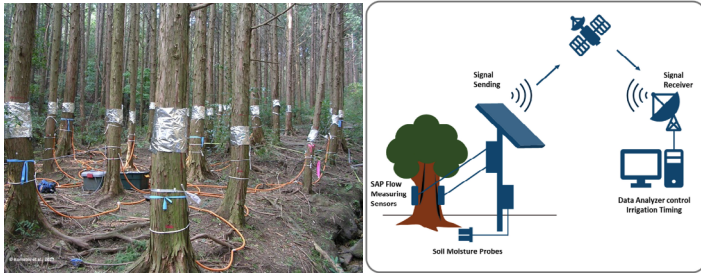 Signal
Sending
Signal
Receiver
SAP Flow
Measuring
Sensors
Data Analyzer control
Irrigation Timing
Soil Moisture Probes